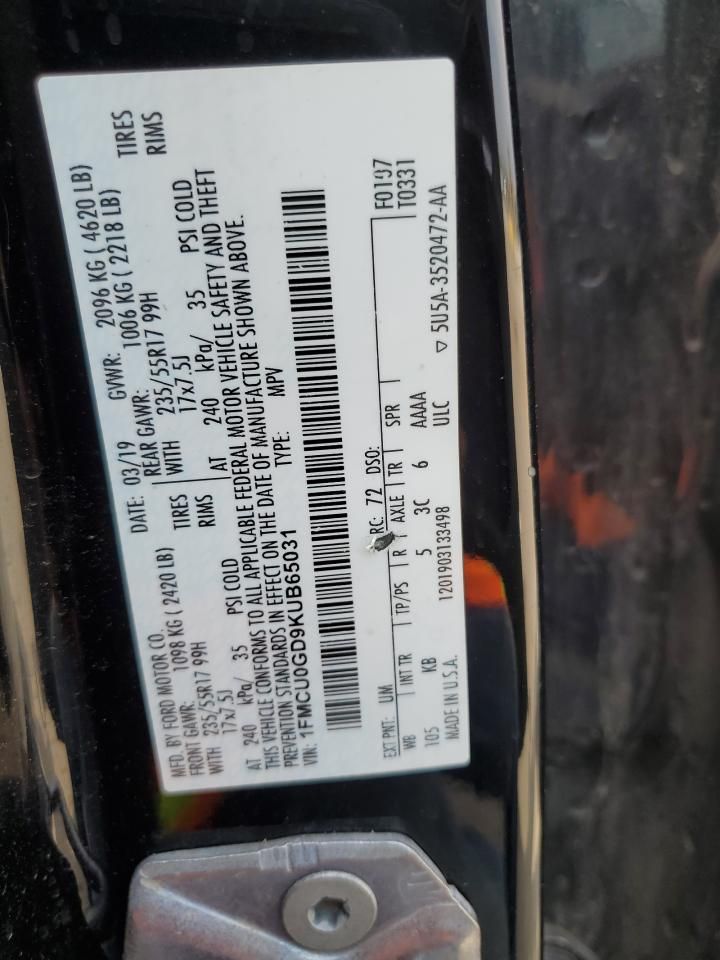 MFD. BY FORD MOTOR CO. DATE: 03/19 GVWR: 2096 KG ( 4620 LB)
FRONT GAWR: 1098 KG ( 2420 LB) REAR GAWR: 1006 KG ( 2218 LB)
WITH 235/55R17 99H TIRES WITH 235/55R17 99H TIRES
17x7.5J RIMS 17x7.5J RIMS
AT 240 kPa/ 35 PSI COLD AT 240 kPa/ 35 PSI COLD
THIS VEHICLE CONFORMS TO ALL APPLICABLE FEDERAL MOTOR VEHICLE SAFETY AND THEFT
PREVENTION STANDARDS IN EFFECT ON THE DATE OF MANUFACTURE SHOWN ABOVE.
VIN: 1FMCU0GD9KUB65031 TYPE: MPV
EXT PNT: UM RC: 72 DSO: F0197
WB INT TR TP/PS R AXLE TR SPR T0331
105 KB 5 3C 6 AAAA
MADE IN U.S.A. 1201903133498 ULC ▽ 5U5A-3520472-AA